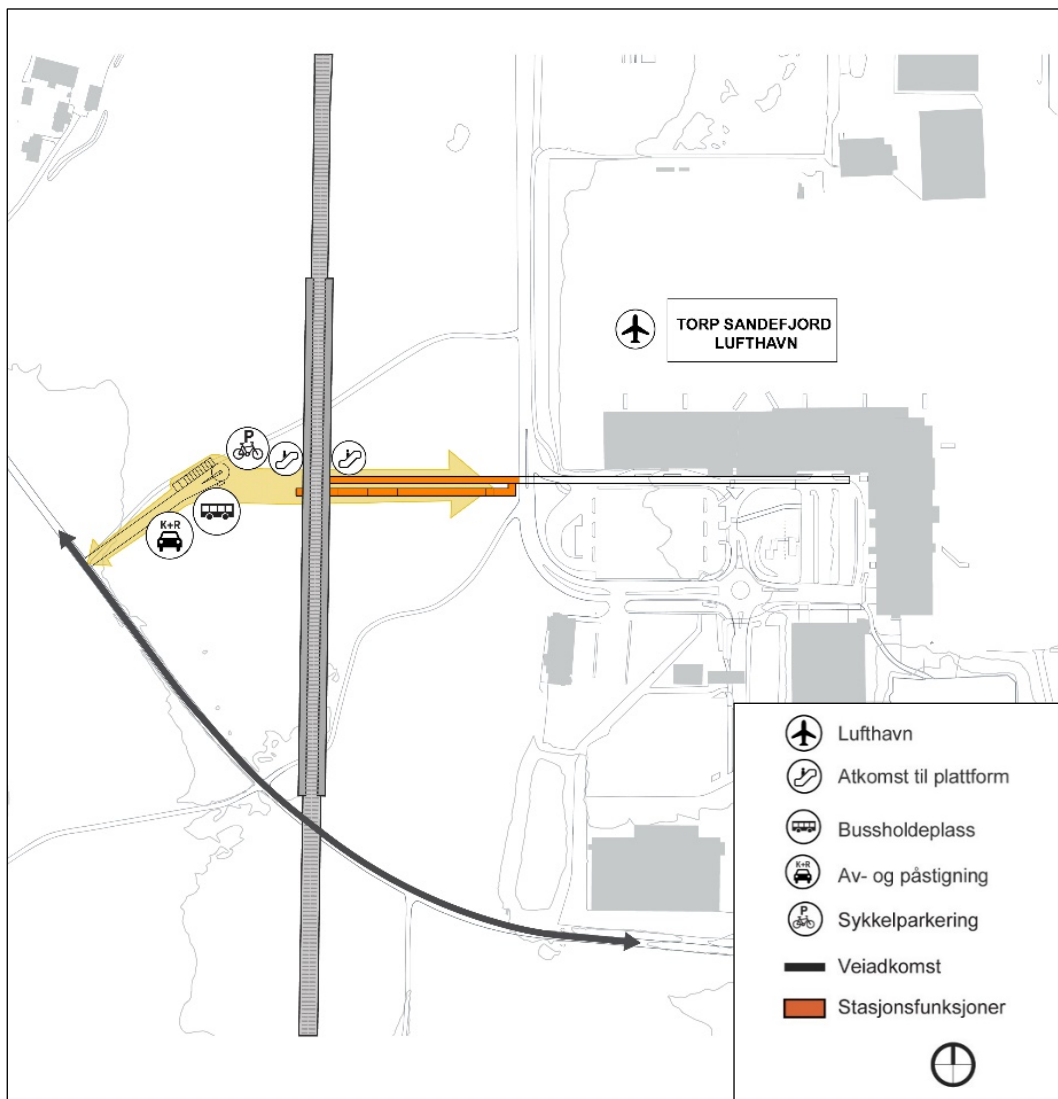 TORP SANDEFJORD
LUFTHAVN
P
K+R
Lufthavn
Atkomst til plattform
Bussholdeplass
K+R
Av- og påstigning
P
Sykkelparkering
Veiadkomst
Stasjonsfunksjoner